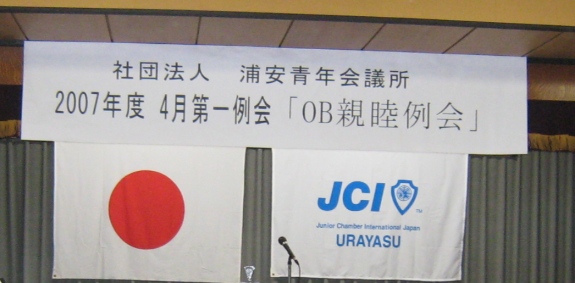 社団法人 浦安青年会議所
2007年度 4月第一例会「OB親睦例会」
JCI TM
Junior Chamber International Japan
URAYASU